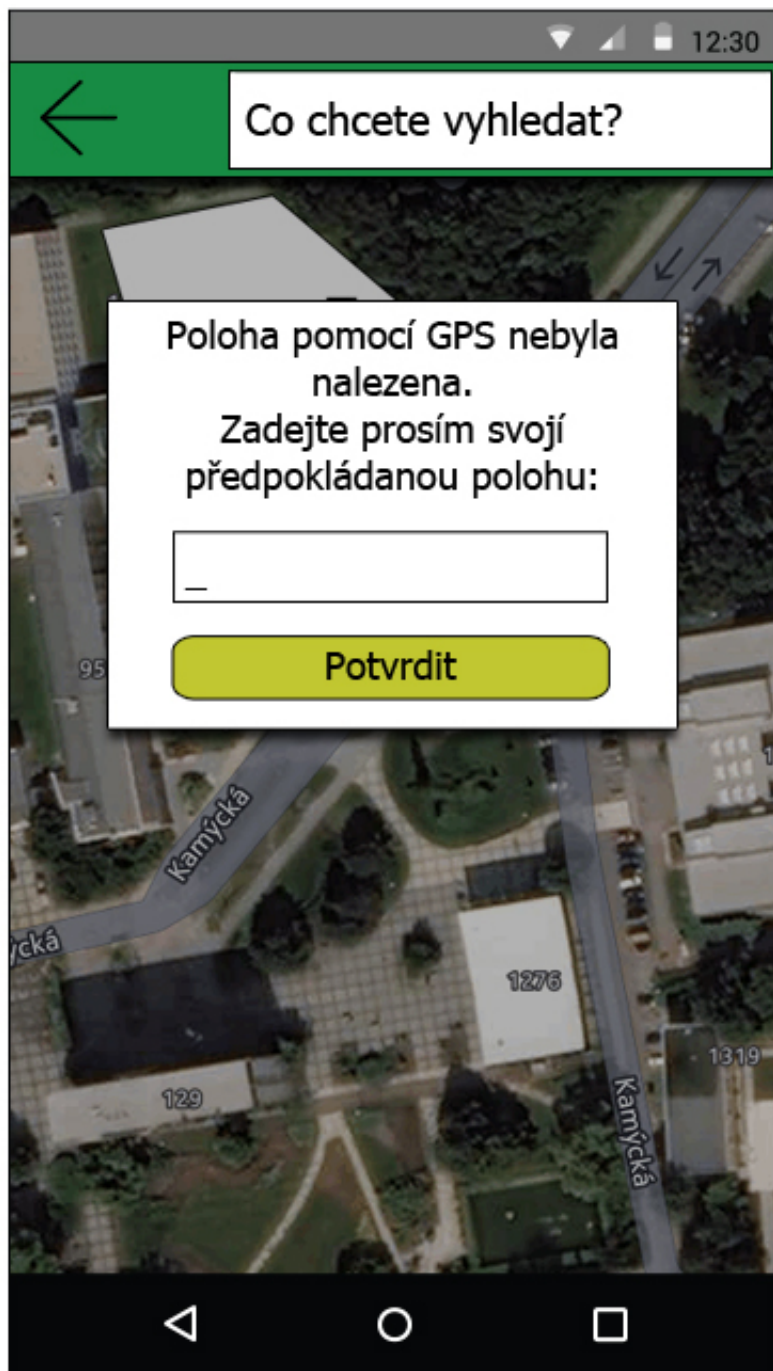 12:30
Co chcete vyhledat?
Poloha pomocí GPS nebyla
nalezena.
Zadejte prosím svojí
předpokládanou polohu:
_
Potvrdit
95
Kamýcká
ýcká
1276
1319
129
Kamýcká